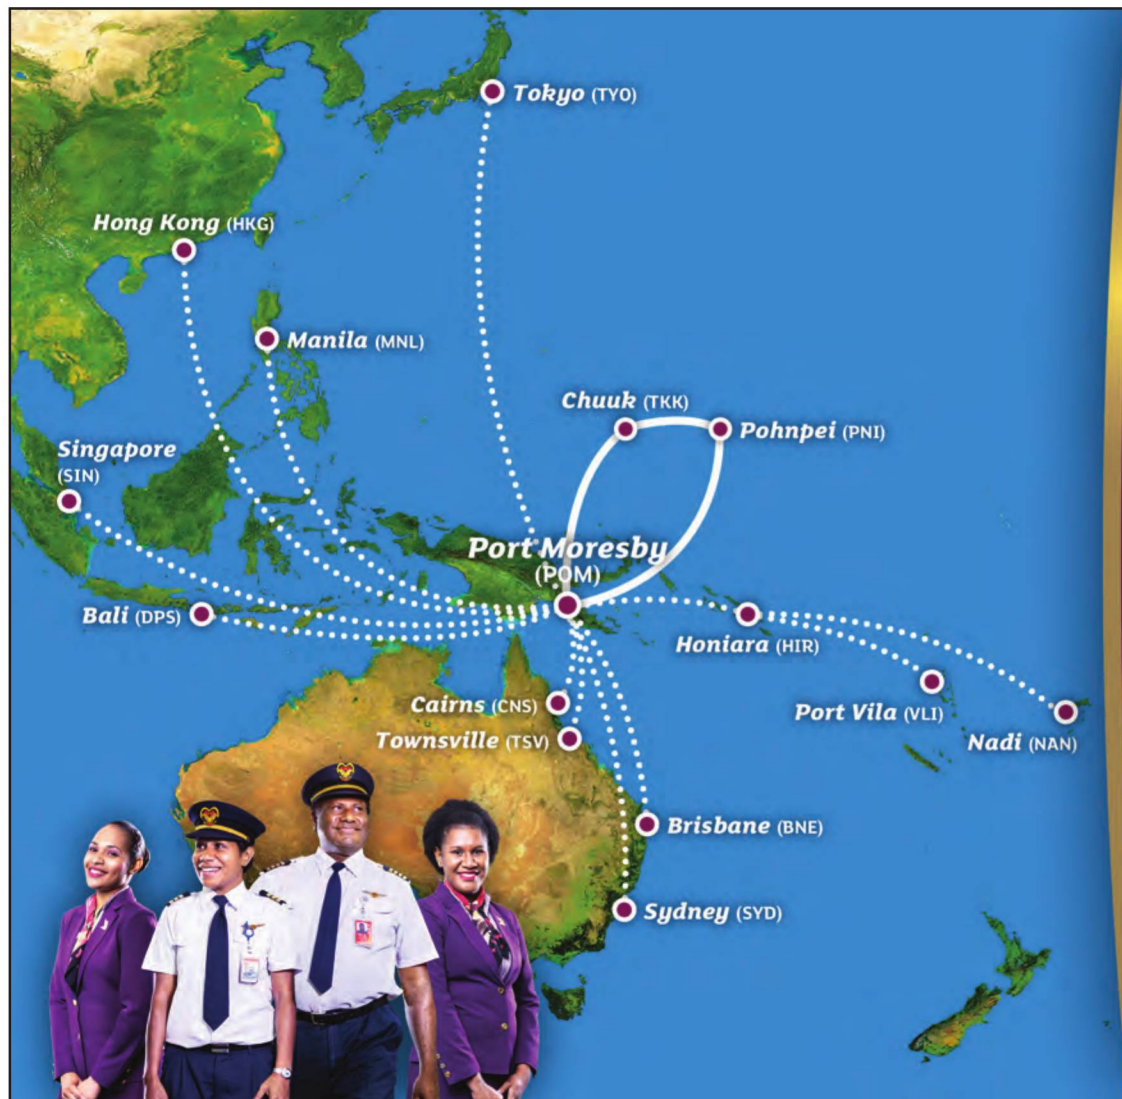 Tokyo (TYO)
Hong Kong (HKG)
Manila (MNL)
Chuuk (TKK)
Pohnpei (PNI)
Singapore
(SIN)
Port Moresby
(POM)
Bali (DPS)
Honiara (HIR)
Cairns (CNS)
Port Vila (VLI)
Townsville (TSV)
Nadi (NAN)
Brisbane (BNE)
Sydney (SYD)